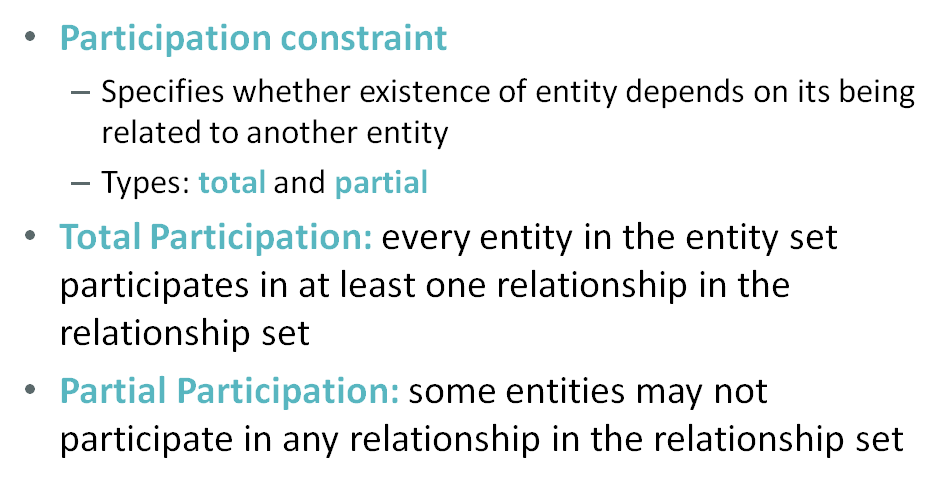 • Participation constraint
– Specifies whether existence of entity depends on its being
related to another entity
– Types: total and partial
• Total Participation: every entity in the entity set
participates in at least one relationship in the
relationship set
• Partial Participation: some entities may not
participate in any relationship in the relationship set